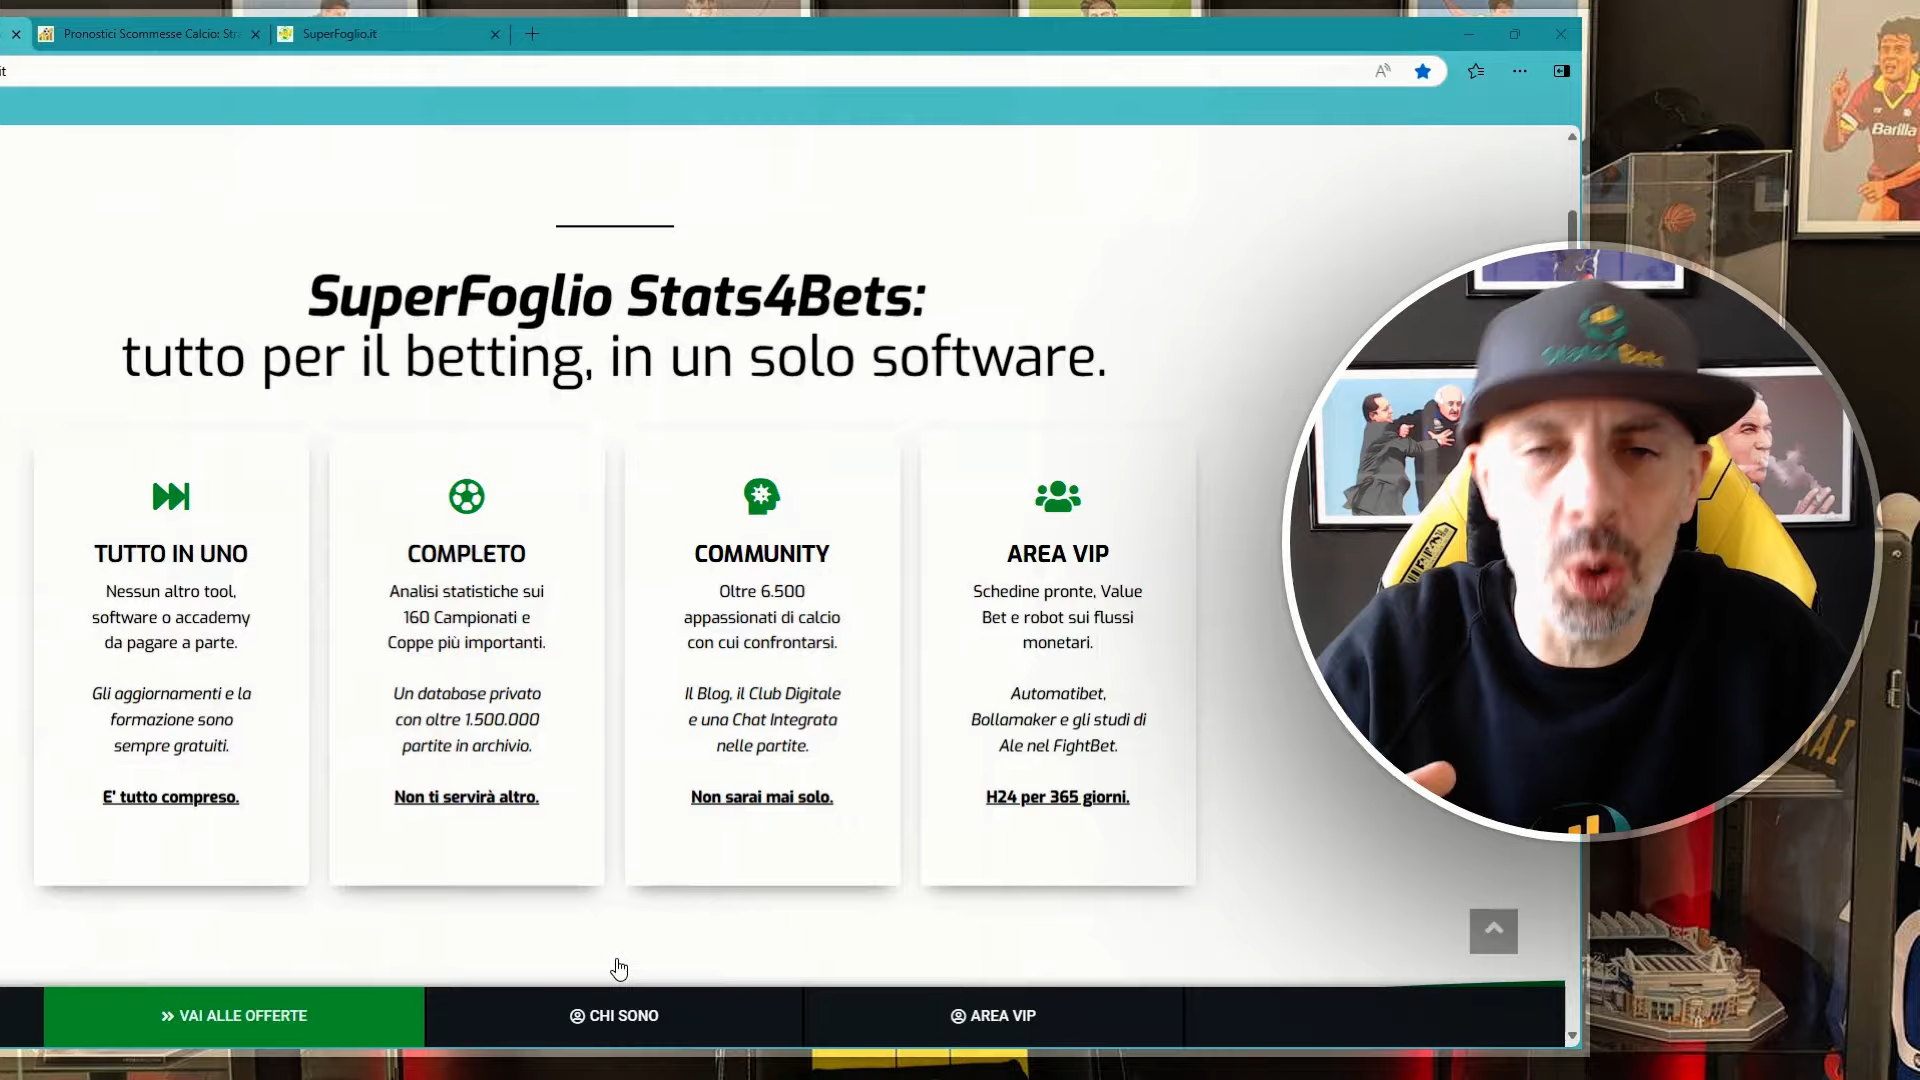 Pronostici Scommesse Calcio: Str
SuperFoglio.it
it
SuperFoglio Stats4Bets:
tutto per il betting, in un solo software.
TUTTO IN UNO
Nessun altro tool,
software o accademy
da pagare a parte.
Gli aggiornamenti e la
formazione sono
sempre gratuiti.
E' tutto compreso.
COMPLETO
Analisi statistiche sui
160 Campionati e
Coppe più importanti.
Un database privato
con oltre 1.500.000
partite in archivio.
Non ti servirà altro.
COMMUNITY
Oltre 6.500
appassionati di calcio
con cui confrontarsi.
Il Blog, il Club Digitale
e una Chat Integrata
nelle partite.
Non sarai mai solo.
AREA VIP
Schedine pronte, Value
Bet e robot sui flussi
monetari.
Automatibet,
Bollamaker e gli studi di
Ale nel FightBet.
H24 per 365 giorni.
VAI ALLE OFFERTE
CHI SONO
AREA VIP
Barilla